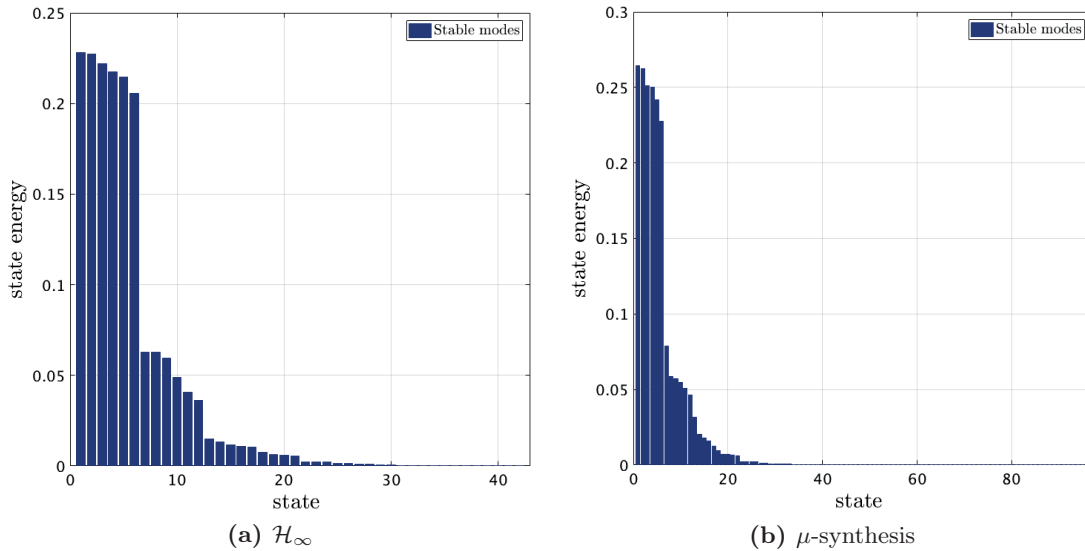 Stable modes
0.25
0.2
0.15
0.1
0.05
0
state energy
0 10 20 30 40
state
(a) ℋ∞
Stable modes
0.3
0.25
0.2
0.15
0.1
0.05
0
state energy
0 20 40 60 80
state
(b) μ-synthesis